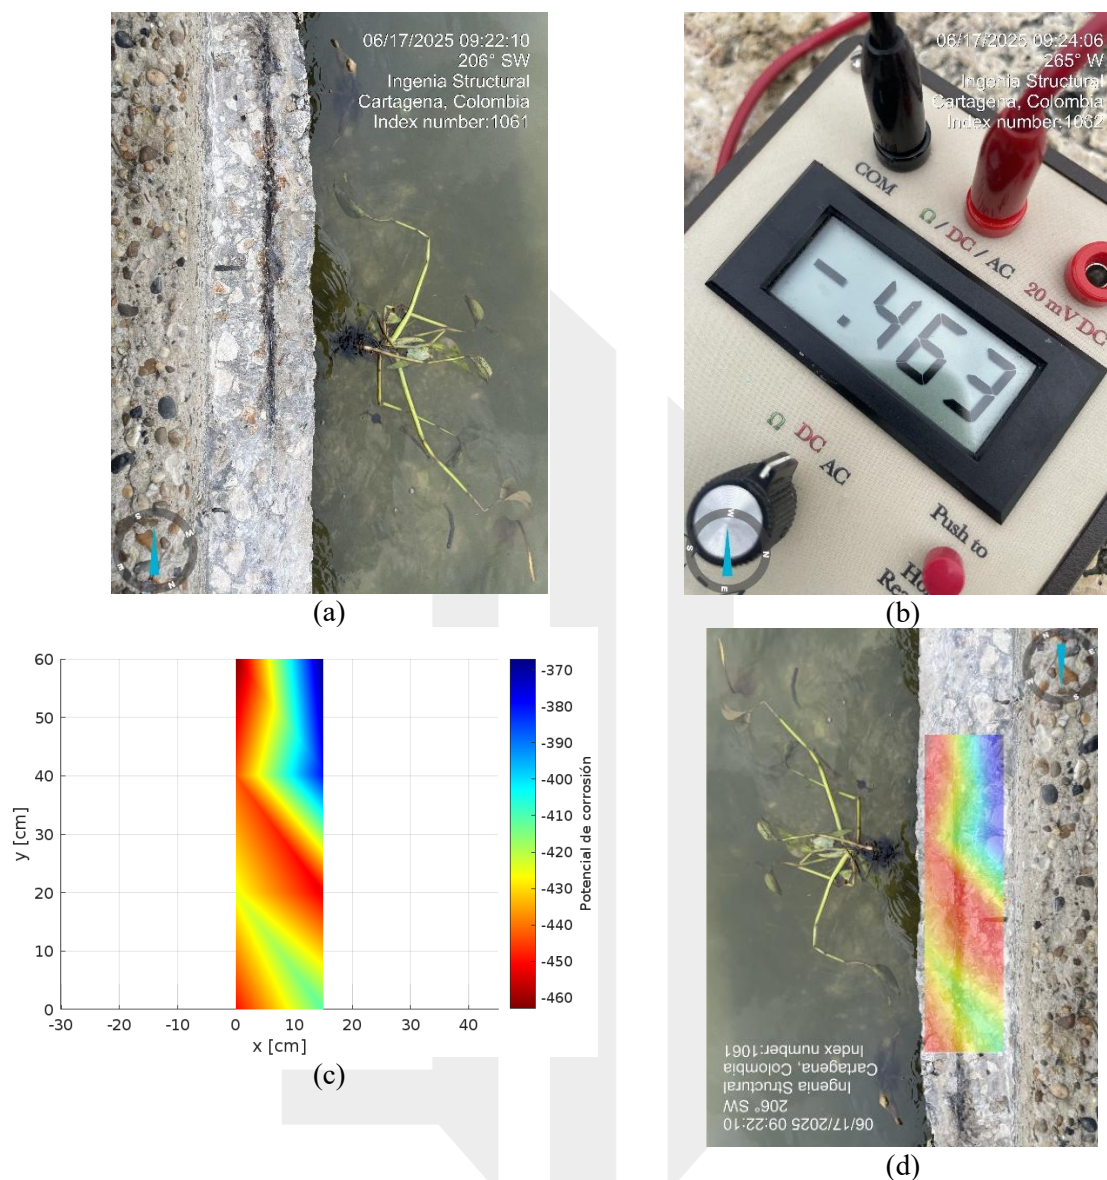 06/17/2025 09:22:10
206° SW
Ingenia Structural
Cartagena, Colombia
Index number:1061
S
W
E
N
(a)
06/17/2025 09:24:06
265° W
Ingenia Structural
Cartagena, Colombia
Index number:1062
COM
Ω / DC / AC
20 mV DC
-.463
Ω DC AC
Push to
W
S
N
E
(b)
60
50
40
30
20
10
0
-30
-20
-10
0
10
20
30
40
x [cm]
y [cm]
-370
-380
-390
-400
-410
-420
-430
-440
-450
-460
Potencial de corrosión
(c)
06/17/2025 09:22:10
206° SW
Ingenia Structural
Cartagena, Colombia
Index number:1061
(d)